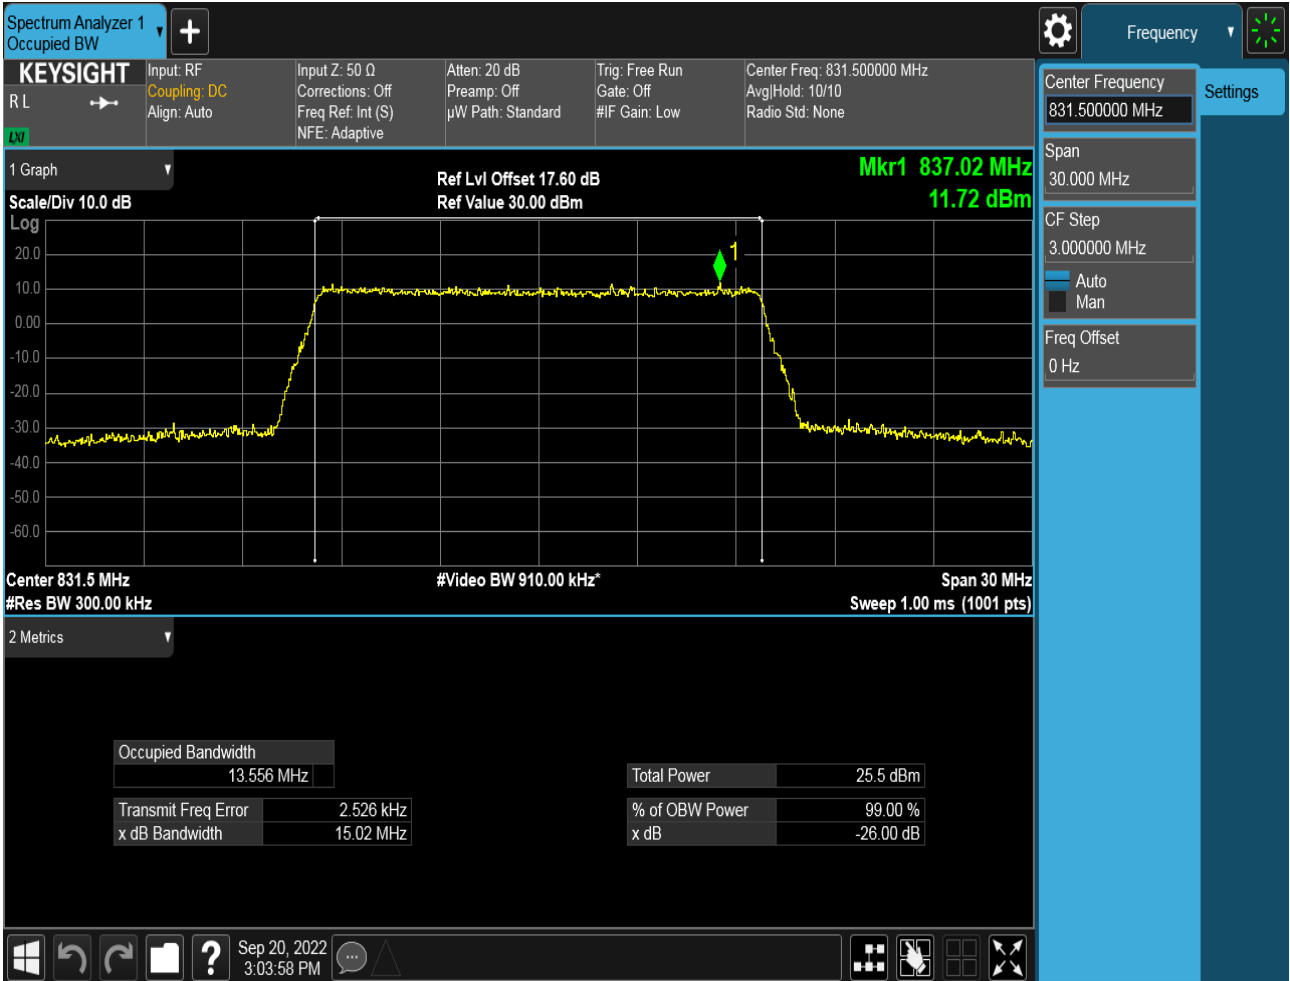 Spectrum Analyzer 1
Occupied BW
Frequency
KEYSIGHT
R L
LXI
Input: RF
Coupling: DC
Align: Auto
Input Z: 50 Ω
Corrections: Off
Freq Ref: Int (S)
NFE: Adaptive
Atten: 20 dB
Preamp: Off
µW Path: Standard
Trig: Free Run
Gate: Off
#IF Gain: Low
Center Freq: 831.500000 MHz
Avg|Hold: 10/10
Radio Std: None
Center Frequency
831.500000 MHz
Settings
Span
30.000 MHz
CF Step
3.000000 MHz
Auto
Man
Freq Offset
0 Hz
1 Graph
Scale/Div 10.0 dB
Ref Lvl Offset 17.60 dB
Ref Value 30.00 dBm
Mkr1 837.02 MHz
11.72 dBm
Log
20.0
10.0
0.00
-10.0
-20.0
-30.0
-40.0
-50.0
-60.0
1
Center 831.5 MHz
#Video BW 910.00 kHz*
Span 30 MHz
#Res BW 300.00 kHz
Sweep 1.00 ms (1001 pts)
2 Metrics
Occupied Bandwidth
13.556 MHz
Total Power 25.5 dBm
Transmit Freq Error 2.526 kHz
% of OBW Power 99.00 %
x dB Bandwidth 15.02 MHz
x dB -26.00 dB
?
Sep 20, 2022
3:03:58 PM